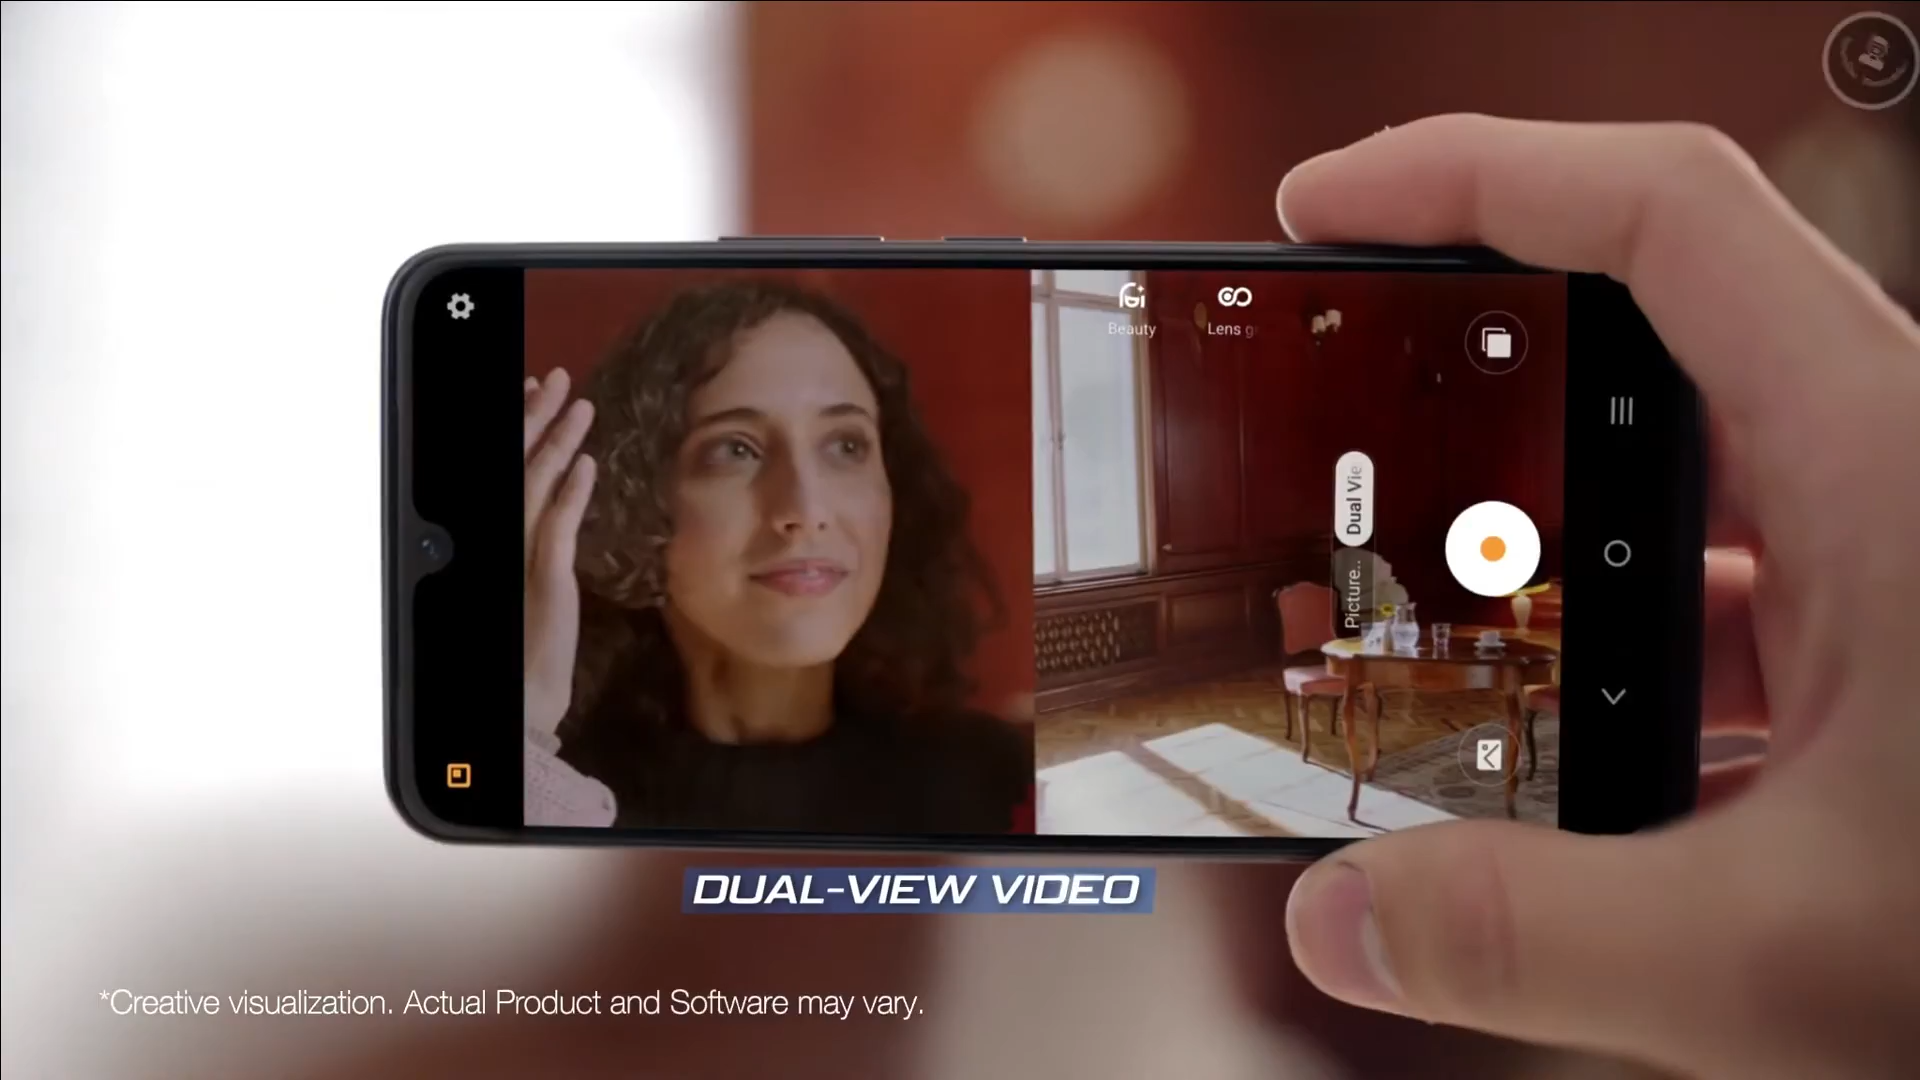 Beauty
Lens g
Dual Vie
Picture..
DUAL-VIEW VIDEO
*Creative visualization. Actual Product and Software may vary.